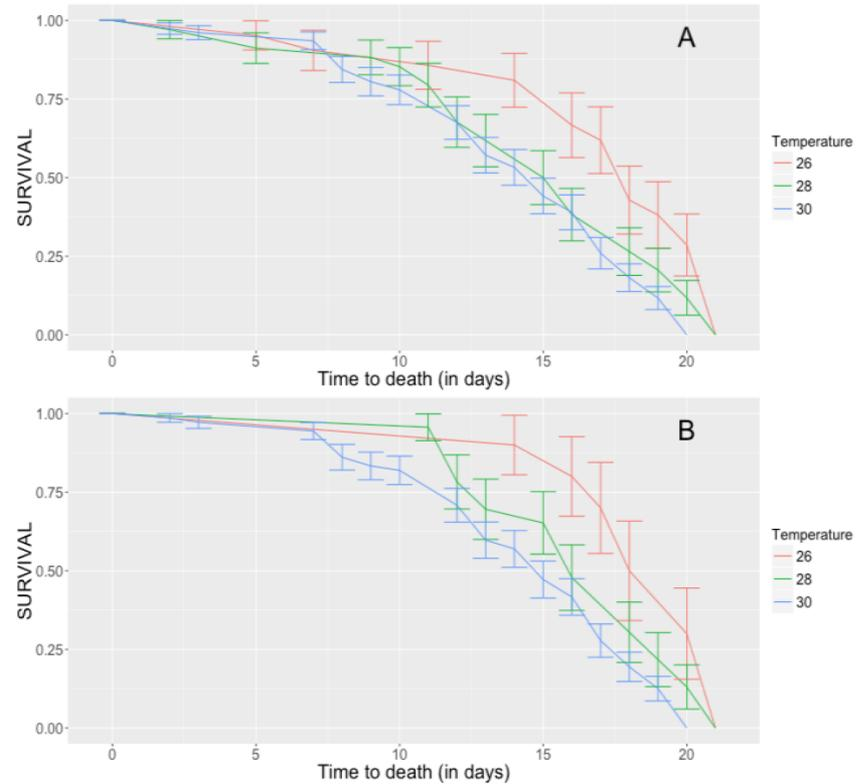 A
SURVIVAL
1.00
0.75
0.50
0.25
0.00
0 5 10 15 20
Time to death (in days)
Temperature
26
28
30
B
SURVIVAL
1.00
0.75
0.50
0.25
0.00
0 5 10 15 20
Time to death (in days)
Temperature
26
28
30